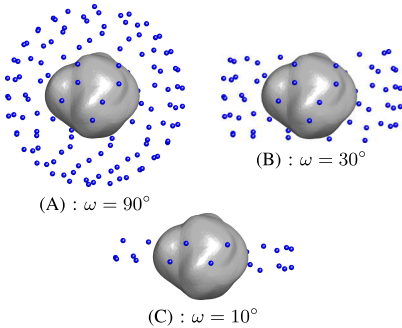 (A) : ω = 90°
(B) : ω = 30°
(C) : ω = 10°